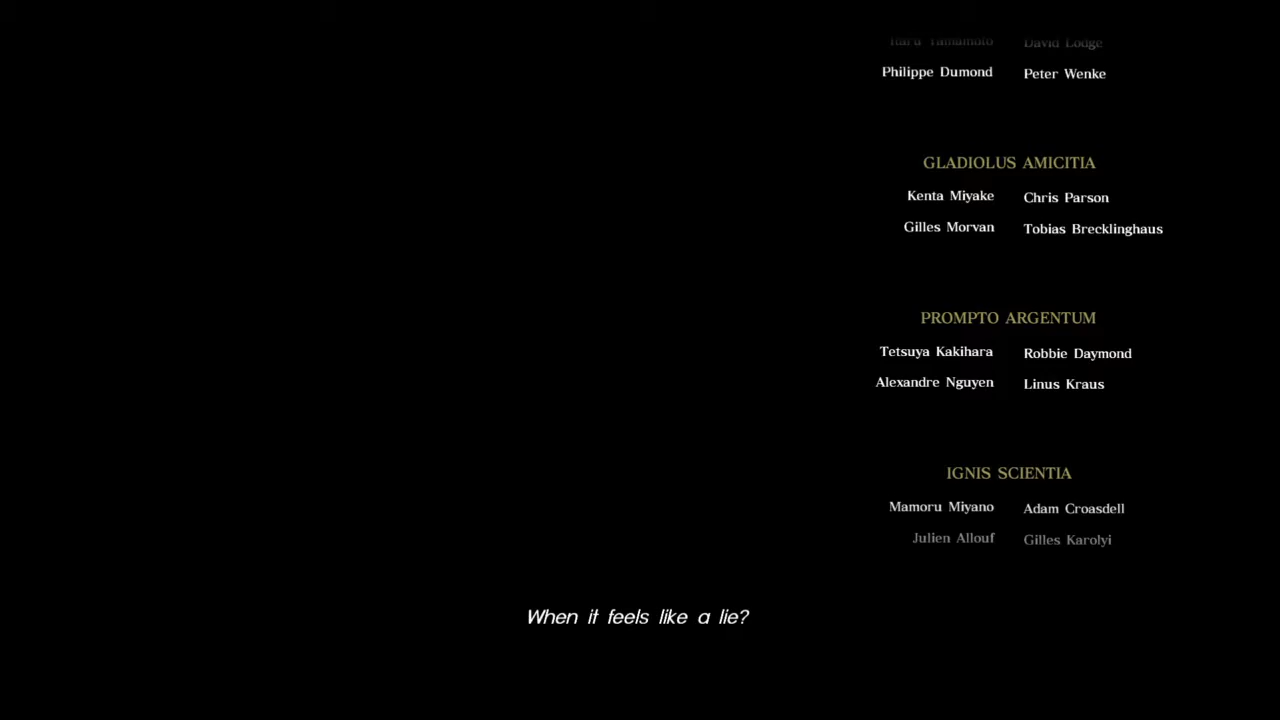 David Lodge
Philippe Dumond Peter Wenke
GLADIOLUS AMICITIA
Kenta Miyake Chris Parson
Gilles Morvan Tobias Brecklinghaus
PROMPTO ARGENTUM
Tetsuya Kakihara Robbie Daymond
Alexandre Nguyen Linus Kraus
IGNIS SCIENTIA
Mamoru Miyano Adam Croasdell
Julien Allouf Gilles Karolyi
When it feels like a lie?